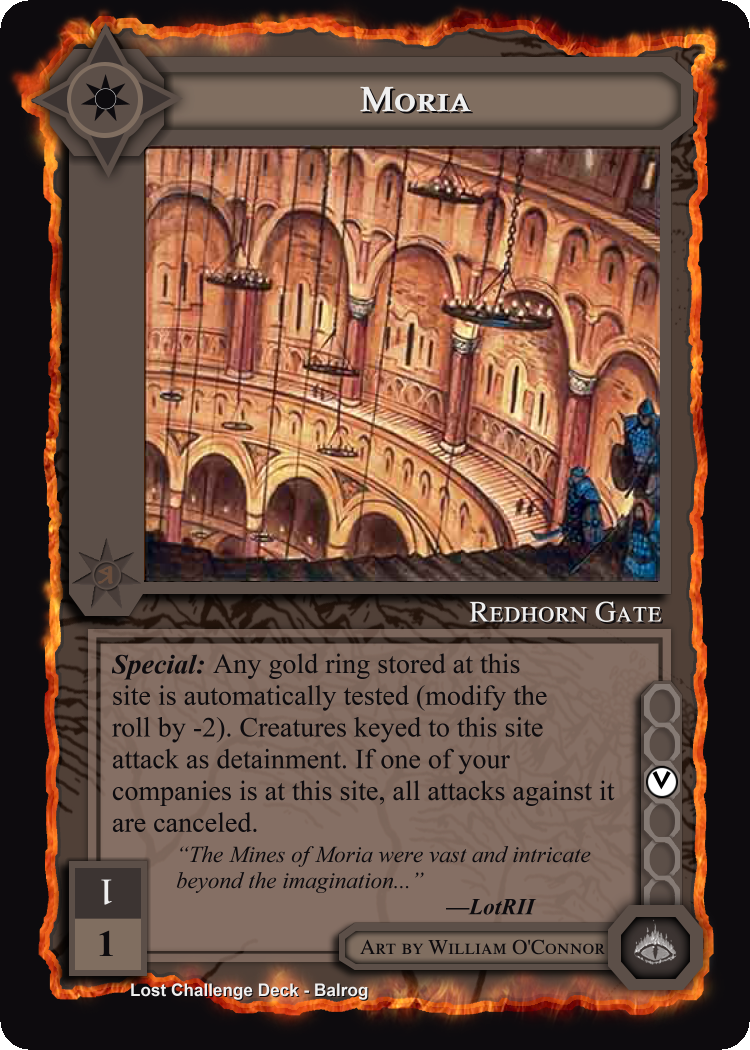 Moria
Redhorn Gate
Special: Any gold ring stored at this
site is automatically tested (modify the
roll by -2). Creatures keyed to this site
attack as detainment. If one of your
companies is at this site, all attacks against it
are canceled.
“The Mines of Moria were vast and intricate
beyond the imagination...”
—LotRII
1
1
Art by William O'Connor
Lost Challenge Deck - Balrog